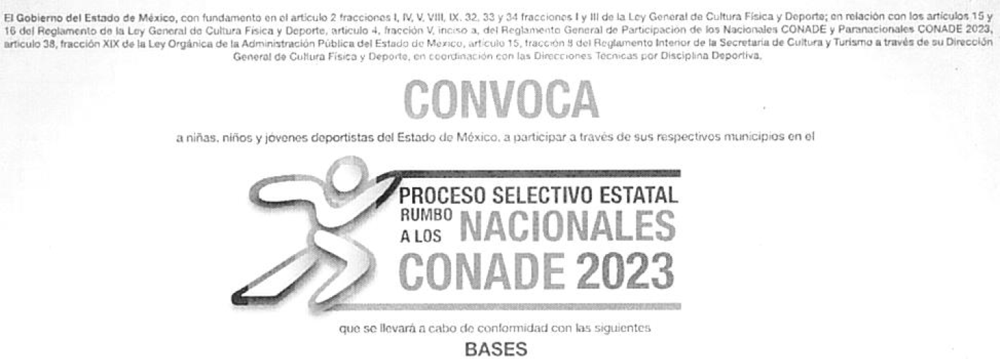 El Gobierno del Estado de México, con fundamento en el artículo 2 fracciones I, IV, V, VIII, IX. 32, 33 y 34 fracciones I y III de la Ley General de Cultura Física y Deporte; en relación con los artículos 15 y
16 del Reglamento de la Ley General de Cultura Física y Deporte, artículo 4, fracción V, inciso a, del Reglamento General de Participación de los Nacionales CONADE y Paranacionales CONADE 2023,
artículo 38, fracción XIX de la Ley Orgánica de la Administración Pública del Estado de México, artículo 15, fracción II del Reglamento Interior de la Secretaría de Cultura y Turismo a través de su Dirección
General de Cultura Física y Deporte, en coordinación con las Direcciones Técnicas por Disciplina Deportiva,
CONVOCA
a niñas, niños y jóvenes deportistas del Estado de México, a participar a través de sus respectivos municipios en el
PROCESO SELECTIVO ESTATAL
RUMBO
A LOS NACIONALES
CONADE 2023
que se llevará a cabo de conformidad con las siguientes
BASES